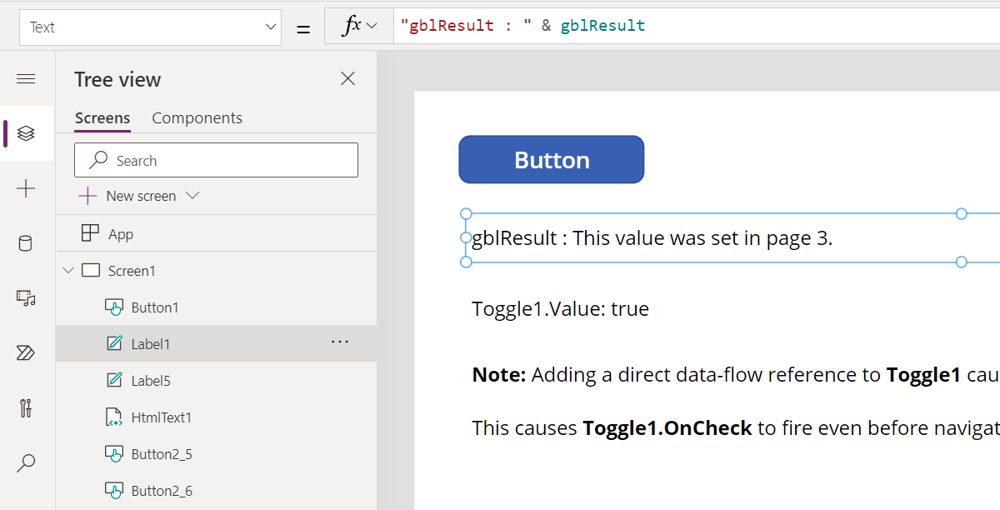 Text
=
fx
"gblResult : " & gblResult
Tree view
Screens
Components
Search
New screen
App
Screen1
Button1
Label1
...
Label5
HtmlText1
Button2_5
Button2_6
Button
gblResult : This value was set in page 3.
Toggle1.Value: true
Note: Adding a direct data-flow reference to Toggle1 cau
This causes Toggle1.OnCheck to fire even before navigat